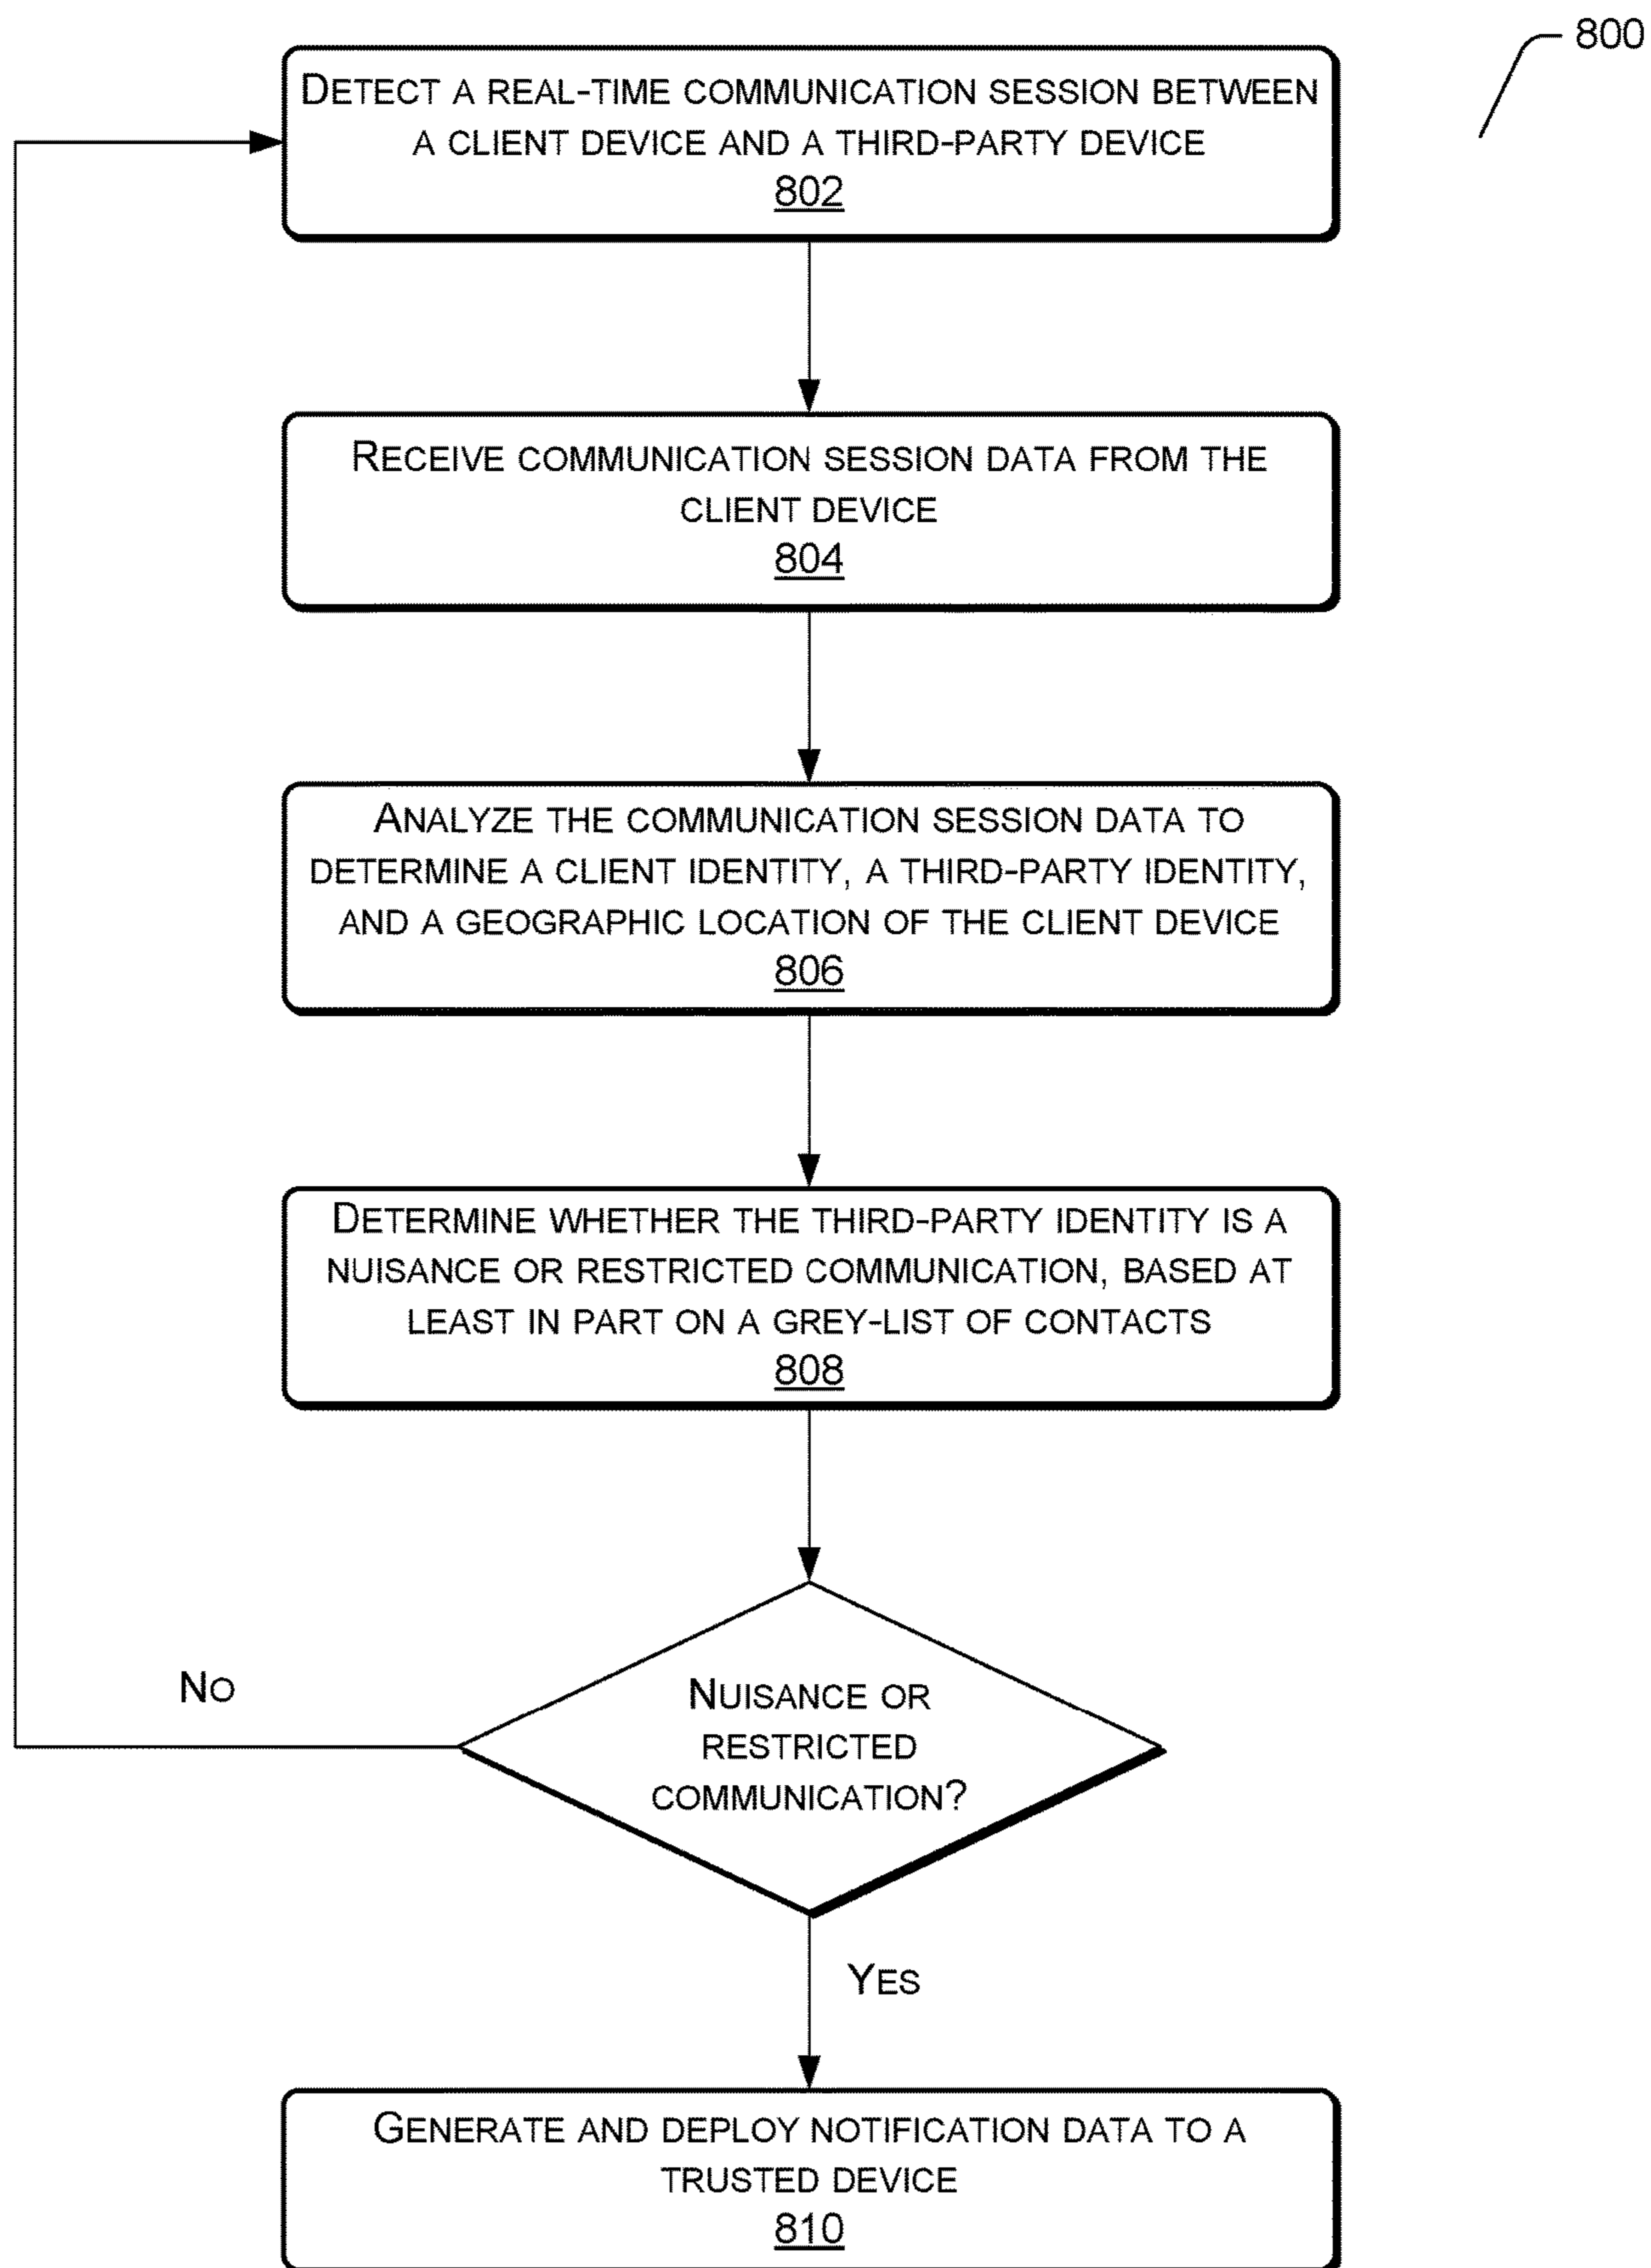 800
DETECT A REAL-TIME COMMUNICATION SESSION BETWEEN
A CLIENT DEVICE AND A THIRD-PARTY DEVICE
802
RECEIVE COMMUNICATION SESSION DATA FROM THE
CLIENT DEVICE
804
ANALYZE THE COMMUNICATION SESSION DATA TO
DETERMINE A CLIENT IDENTITY, A THIRD-PARTY IDENTITY,
AND A GEOGRAPHIC LOCATION OF THE CLIENT DEVICE
806
DETERMINE WHETHER THE THIRD-PARTY IDENTITY IS A
NUISANCE OR RESTRICTED COMMUNICATION, BASED AT
LEAST IN PART ON A GREY-LIST OF CONTACTS
808
NO
NUISANCE OR
RESTRICTED
COMMUNICATION?
YES
GENERATE AND DEPLOY NOTIFICATION DATA TO A
TRUSTED DEVICE
810